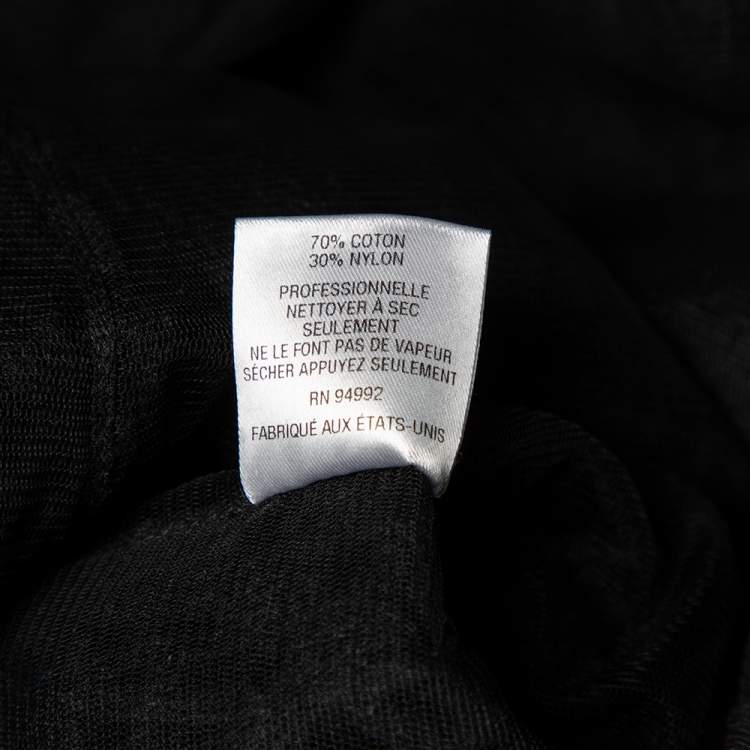 70% COTON
30% NYLON
PROFESSIONNELLE
NETTOYER À SEC
SEULEMENT
NE LE FONT PAS DE VAPEUR
SÉCHER APPUYEZ SEULEMENT
RN 94992
FABRIQUÉ AUX ÉTATS-UNIS